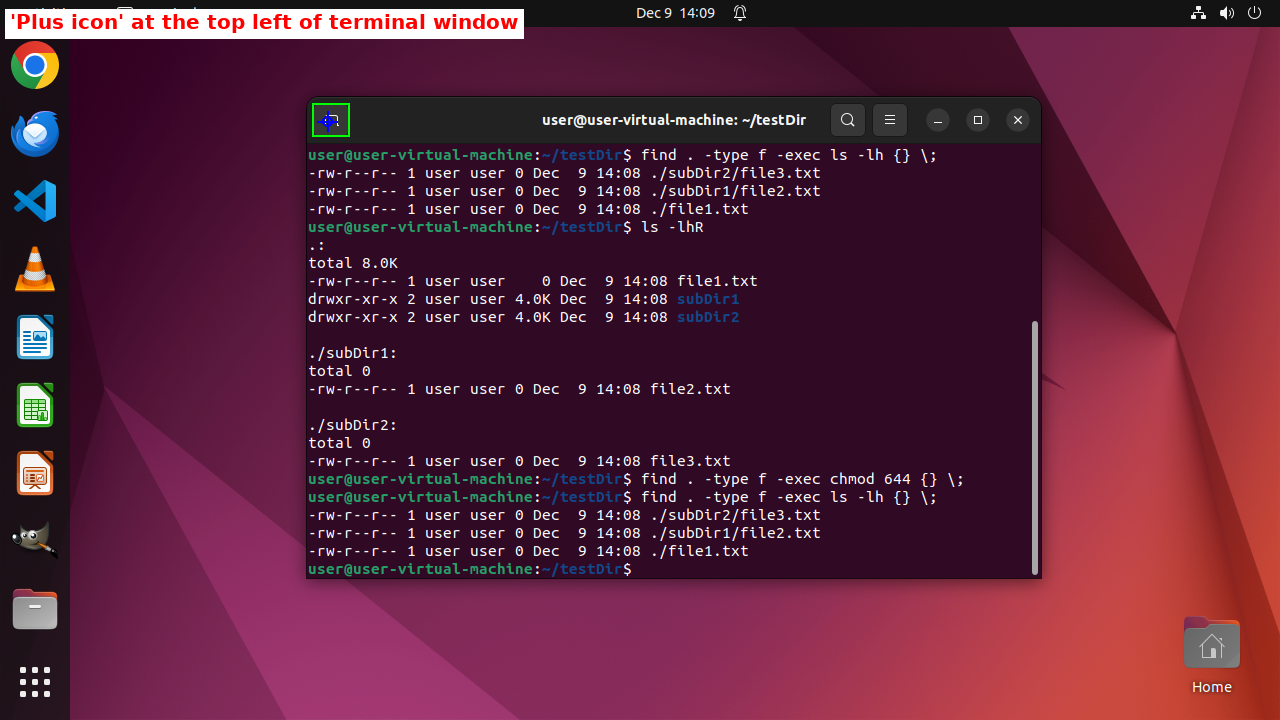 'Plus icon' at the top left of terminal window
Dec 9 14:09
user@user-virtual-machine: ~/testDir
user@user-virtual-machine:~/testDir$ find . -type f -exec ls -lh {} \;
-rw-r--r-- 1 user user 0 Dec  9 14:08 ./subDir2/file3.txt
-rw-r--r-- 1 user user 0 Dec  9 14:08 ./subDir1/file2.txt
-rw-r--r-- 1 user user 0 Dec  9 14:08 ./file1.txt
user@user-virtual-machine:~/testDir$ ls -lhR
.:
total 8.0K
-rw-r--r-- 1 user user    0 Dec  9 14:08 file1.txt
drwxr-xr-x 2 user user 4.0K Dec  9 14:08 subDir1
drwxr-xr-x 2 user user 4.0K Dec  9 14:08 subDir2
./subDir1:
total 0
-rw-r--r-- 1 user user 0 Dec  9 14:08 file2.txt
./subDir2:
total 0
-rw-r--r-- 1 user user 0 Dec  9 14:08 file3.txt
user@user-virtual-machine:~/testDir$ find . -type f -exec chmod 644 {} \;
user@user-virtual-machine:~/testDir$ find . -type f -exec ls -lh {} \;
-rw-r--r-- 1 user user 0 Dec  9 14:08 ./subDir2/file3.txt
-rw-r--r-- 1 user user 0 Dec  9 14:08 ./subDir1/file2.txt
-rw-r--r-- 1 user user 0 Dec  9 14:08 ./file1.txt
user@user-virtual-machine:~/testDir$
Home